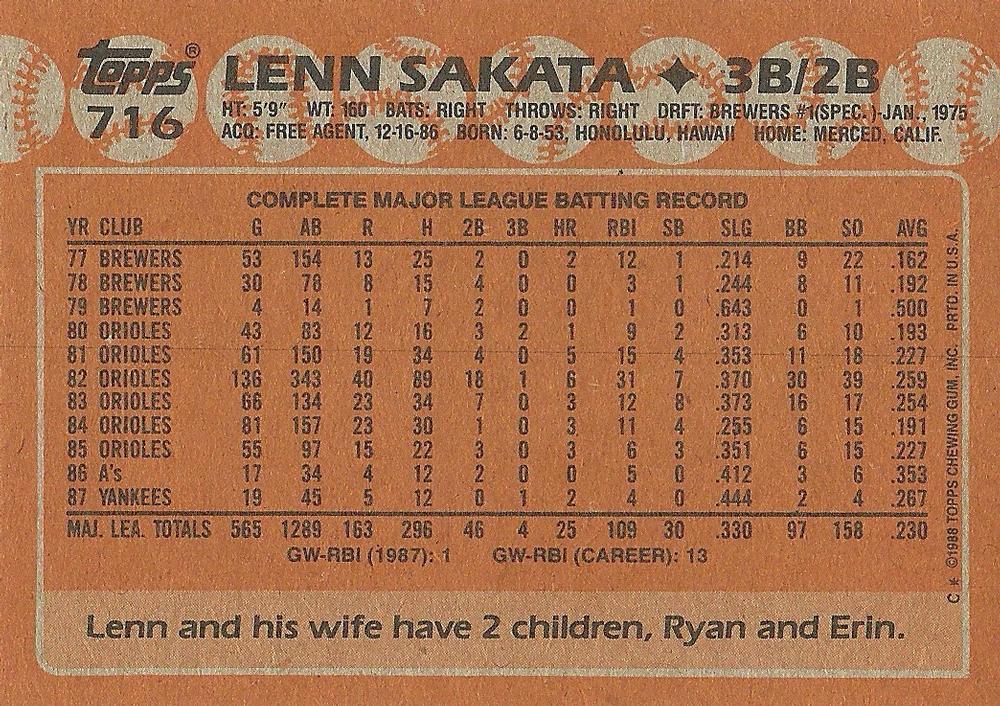 topps®
716
LENN SAKATA ✦ 3B/2B
HT: 5'9" WT: 160 BATS: RIGHT THROWS: RIGHT DRFT: BREWERS #1(SPEC.)-JAN., 1975
ACQ: FREE AGENT, 12-16-86 BORN: 6-8-53, HONOLULU, HAWAII HOME: MERCED, CALIF.
COMPLETE MAJOR LEAGUE BATTING RECORD
YR CLUB G AB R H 2B 3B HR RBI SB SLG BB SO AVG
77 BREWERS 53 154 13 25 2 0 2 12 1 .214 9 22 .162
78 BREWERS 30 78 8 15 4 0 0 3 1 .244 8 11 .192
79 BREWERS 4 14 1 7 2 0 0 1 0 .643 0 1 .500
80 ORIOLES 43 83 12 16 3 2 1 9 2 .313 6 10 .193
81 ORIOLES 61 150 19 34 4 0 5 15 4 .353 11 18 .227
82 ORIOLES 136 343 40 89 18 1 6 31 7 .370 30 39 .259
83 ORIOLES 66 134 23 34 7 0 3 12 8 .373 16 17 .254
84 ORIOLES 81 157 23 30 1 0 3 11 4 .255 6 15 .191
85 ORIOLES 55 97 15 22 3 0 3 6 3 .351 6 15 .227
86 A's 17 34 4 12 2 0 0 5 0 .412 3 6 .353
87 YANKEES 19 45 5 12 0 1 2 4 0 .444 2 4 .267
MAJ. LEA. TOTALS 565 1289 163 296 46 4 25 109 30 .330 97 158 .230
GW-RBI (1987): 1 GW-RBI (CAREER): 13
Lenn and his wife have 2 children, Ryan and Erin.
C * ©1988 TOPPS CHEWING GUM, INC. PRTD. IN U.S.A.